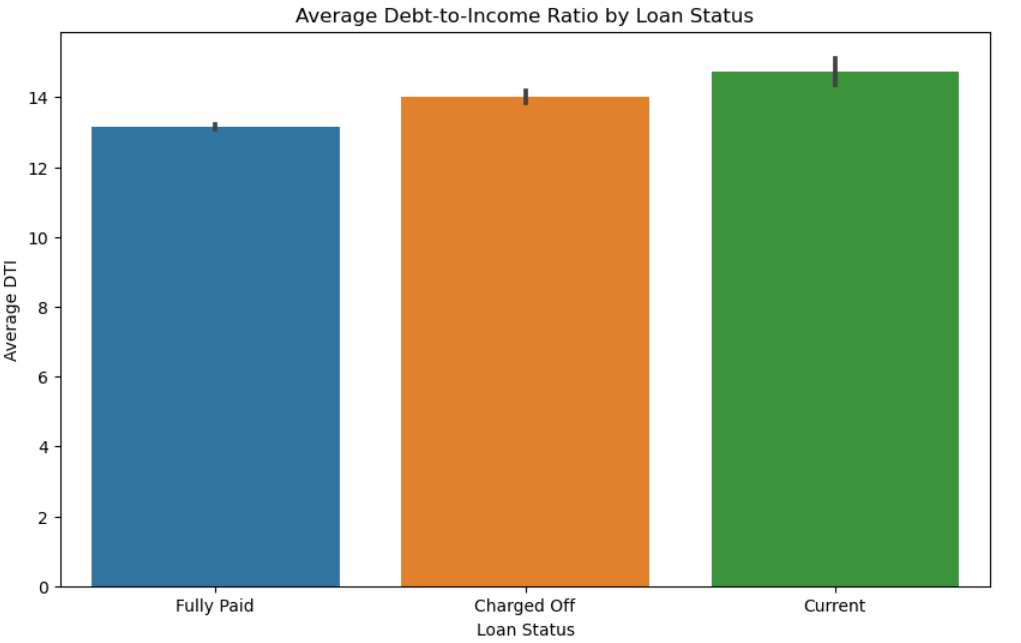 Average Debt-to-Income Ratio by Loan Status
Average DTI
14
12
10
8
6
4
2
0
Fully Paid Charged Off Current
Loan Status